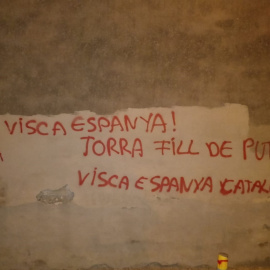 VISCA ESPANYA!
TORRA FILL DE PUT
VISCA ESPANYA CATAL